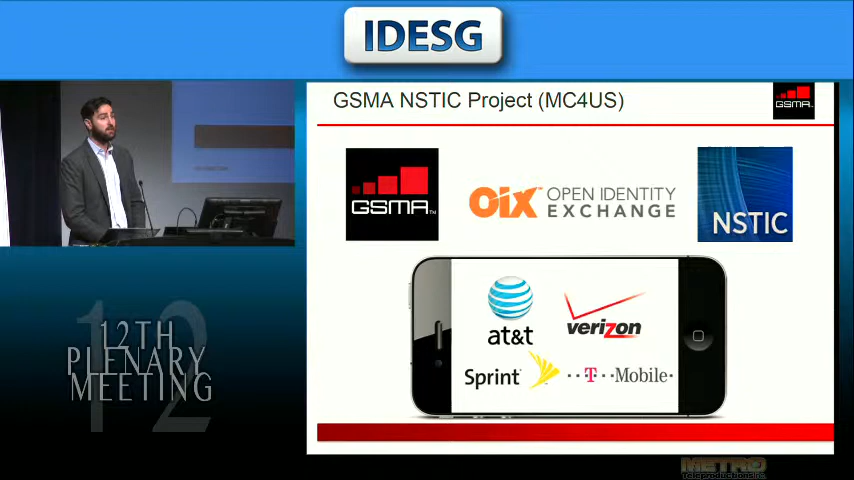 IDESG
GSMA NSTIC Project (MC4US)
GSMA
GSMA
OIX OPEN IDENTITY
EXCHANGE
NSTIC
at&t
verizon
Sprint
T Mobile
12TH
PLENARY
MEETING
12
METRO